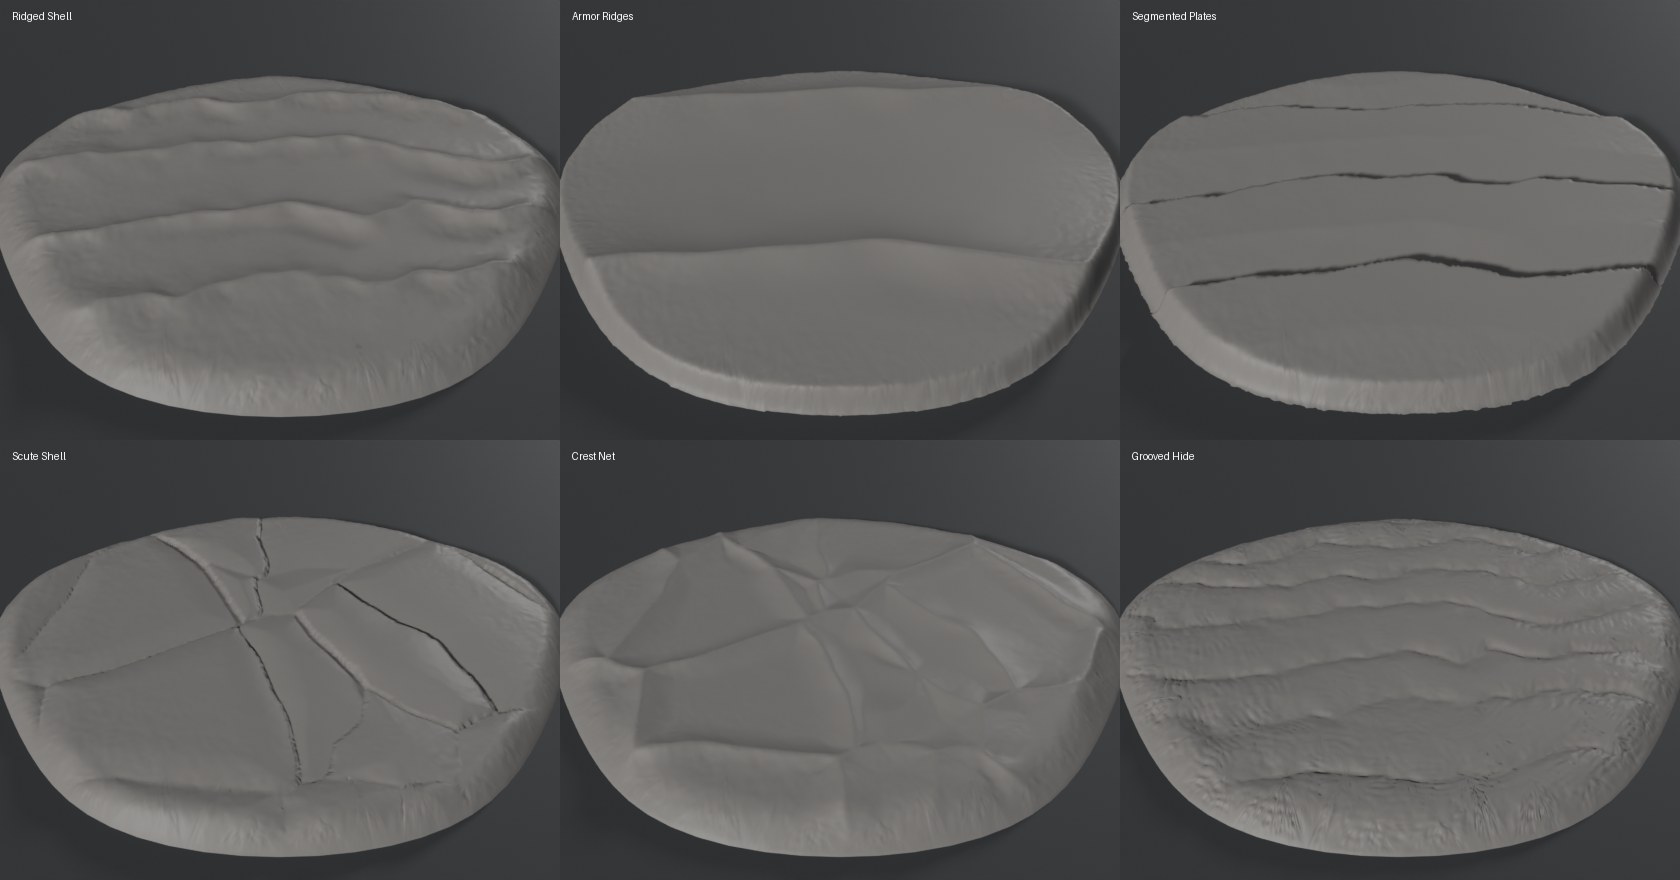 Ridged Shell
Armor Ridges
Segmented Plates
Scute Shell
Crest Net
Grooved Hide